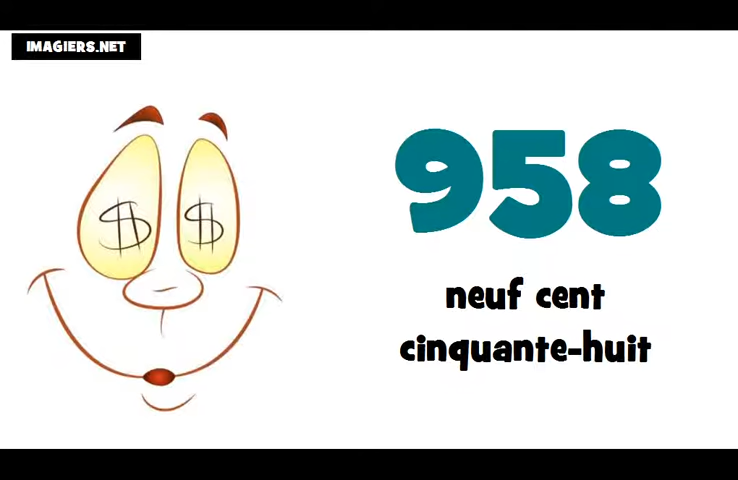 IMAGIERS.NET
958
neuf cent
cinquante-huit
$ $